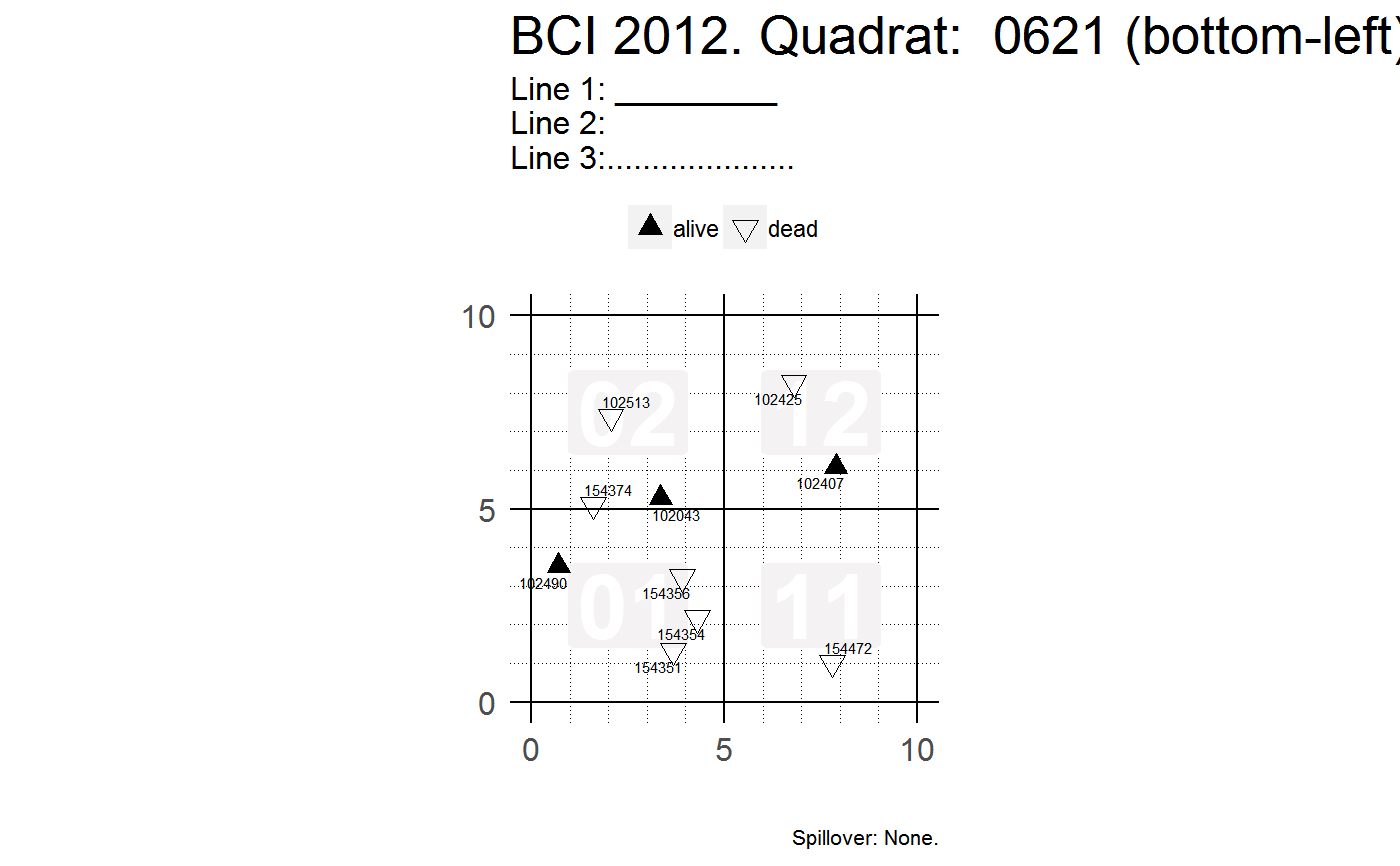 BCI 2012. Quadrat:  0621 (bottom-left)
Line 1: _________
Line 2:
Line 3:.....................
alive dead
10
02 12
102513
102425
102407
154374
102043
5
102490
01 11
154356
154354
154351
154472
0
0 5 10
Spillover: None.